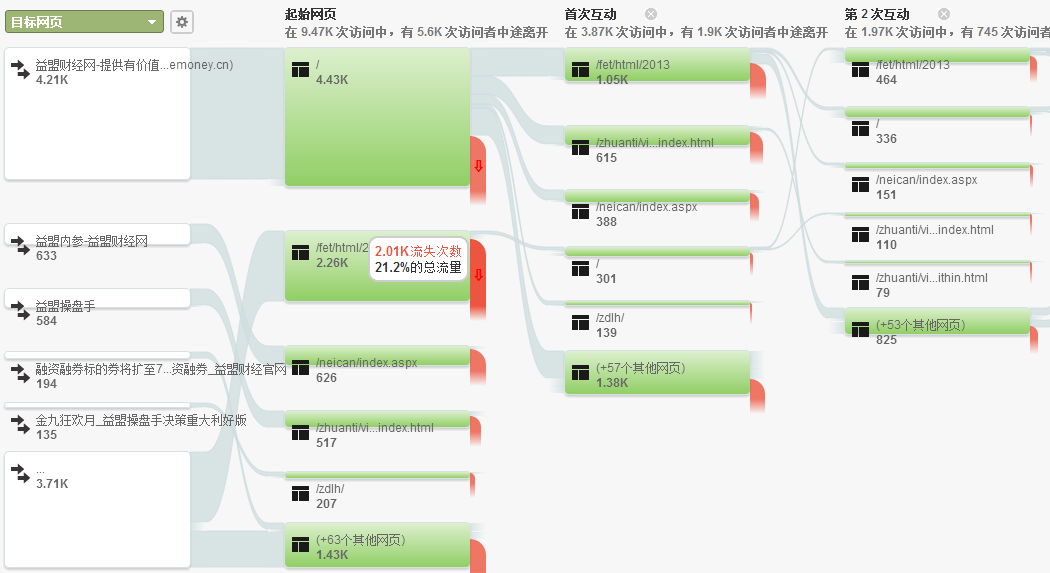 目标网页
起始网页
在 9.47K 次访问中，有 5.6K 次访问者中途离开
首次互动
在 3.87K 次访问中，有 1.9K 次访问者中途离开
第 2 次互动
在 1.97K 次访问中，有 745 次访问者
益盟财经网-提供有价值...emoney.cn)
4.21K
益盟内参-益盟财经网
633
益盟操盘手
584
融资融券标的券将扩至7...资融券_益盟财经官网
194
金九狂欢月_益盟操盘手决策重大利好版
135
...
3.71K
/
4.43K
/fet/html/2
2.26K
2.01K 流失次数
21.2%的总流量
/neican/index.aspx
626
/zhuanti/vi...index.html
517
/zdlh/
207
(+63个其他网页)
1.43K
/fet/html/2013
1.05K
/zhuanti/vi...index.html
615
/neican/index.aspx
388
/
301
/zdlh/
139
(+57个其他网页)
1.38K
/fet/html/2013
464
/
336
/neican/index.aspx
151
/zhuanti/vi...index.html
110
/zhuanti/vi...ithin.html
79
(+53个其他网页)
825